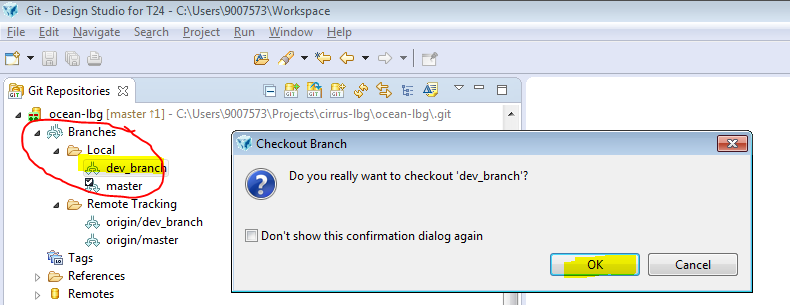 Git - Design Studio for T24 - C:\Users\9007573\Workspace
File Edit Navigate Search Project Run Window Help
Git Repositories
GIT GIT GIT
ocean-lbg [master ↑1] - C:\Users\9007573\Projects\cirrus-lbg\ocean-lbg\.git
Branches
Local
dev_branch
master
Remote Tracking
origin/dev_branch
origin/master
Tags
References
Remotes
Checkout Branch
Do you really want to checkout 'dev_branch'?
Don't show this confirmation dialog again
OK Cancel